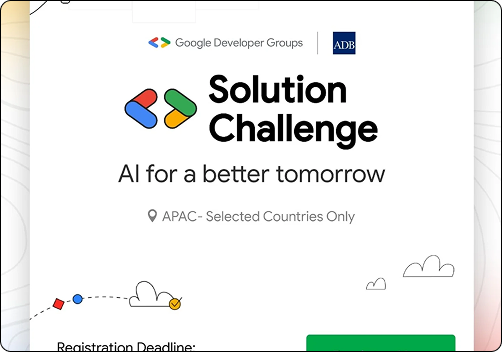 Google Developer Groups
ADB
Solution
Challenge
AI for a better tomorrow
APAC- Selected Countries Only
Registration Deadline: